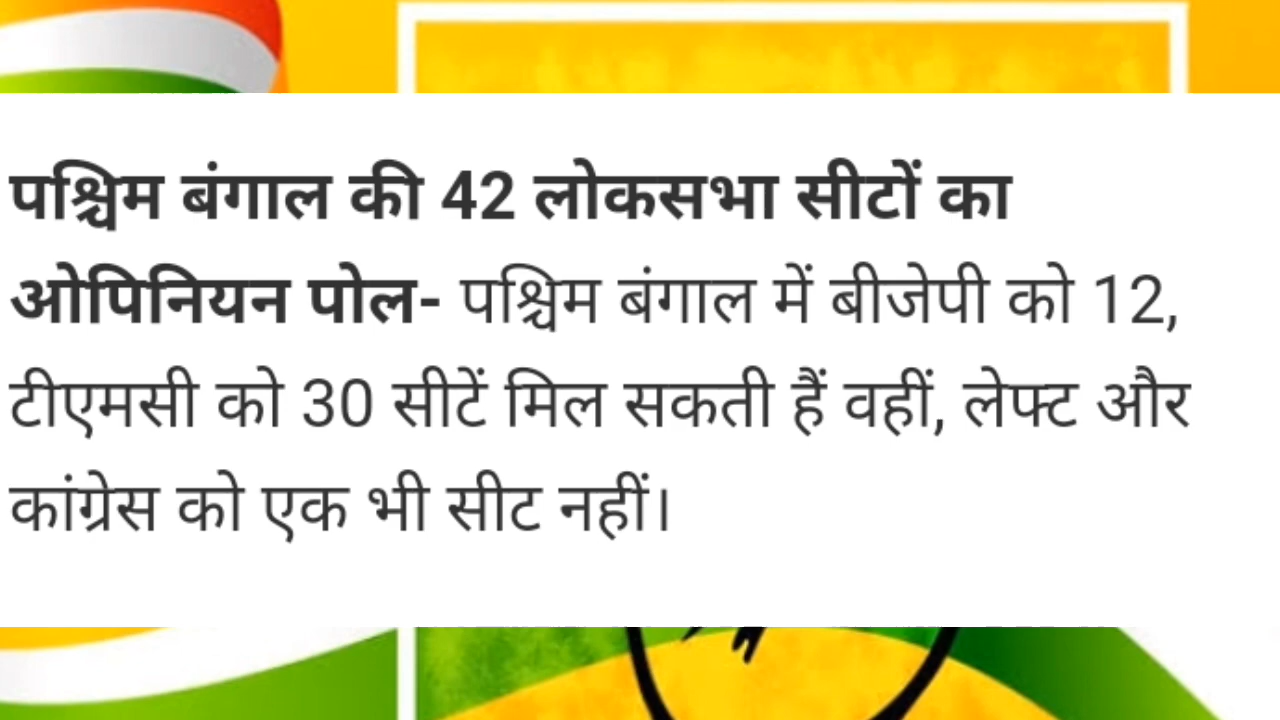 पश्चिम बंगाल की 42 लोकसभा सीटों का
ओपिनियन पोल- पश्चिम बंगाल में बीजेपी को 12,
टीएमसी को 30 सीटें मिल सकती हैं वहीं, लेफ्ट और
कांग्रेस को एक भी सीट नहीं।